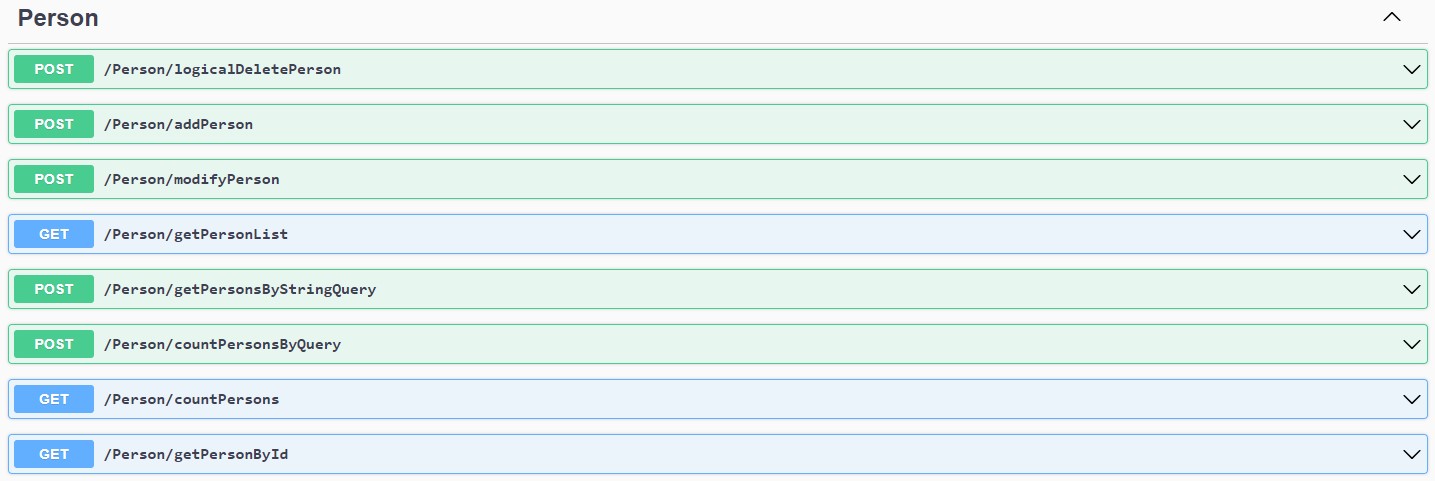 Person
POST /Person/logicalDeletePerson
POST /Person/addPerson
POST /Person/modifyPerson
GET /Person/getPersonList
POST /Person/getPersonsByStringQuery
POST /Person/countPersonsByQuery
GET /Person/countPersons
GET /Person/getPersonById